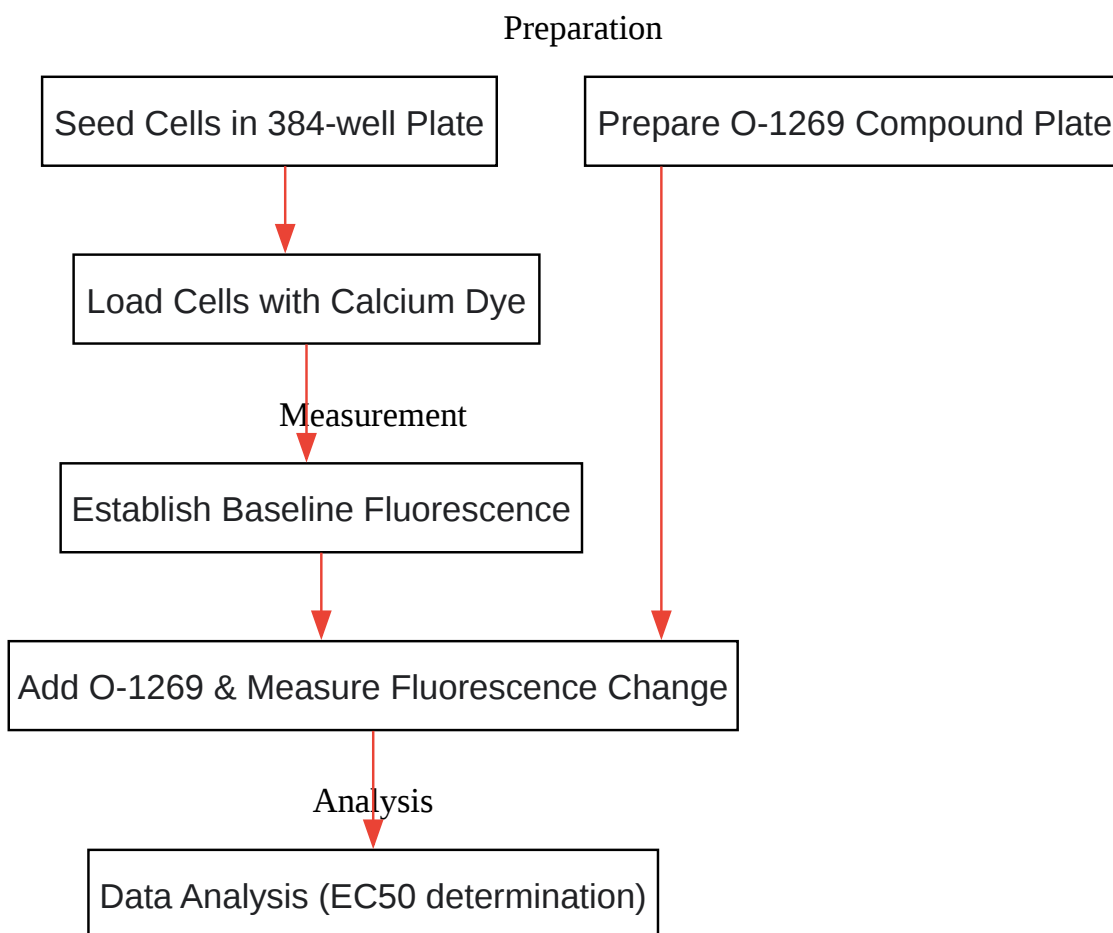 Preparation
Seed Cells in 384-well Plate
Prepare O-1269 Compound Plate
Load Cells with Calcium Dye
Measurement
Establish Baseline Fluorescence
Add O-1269 & Measure Fluorescence Change
Analysis
Data Analysis (EC50 determination)